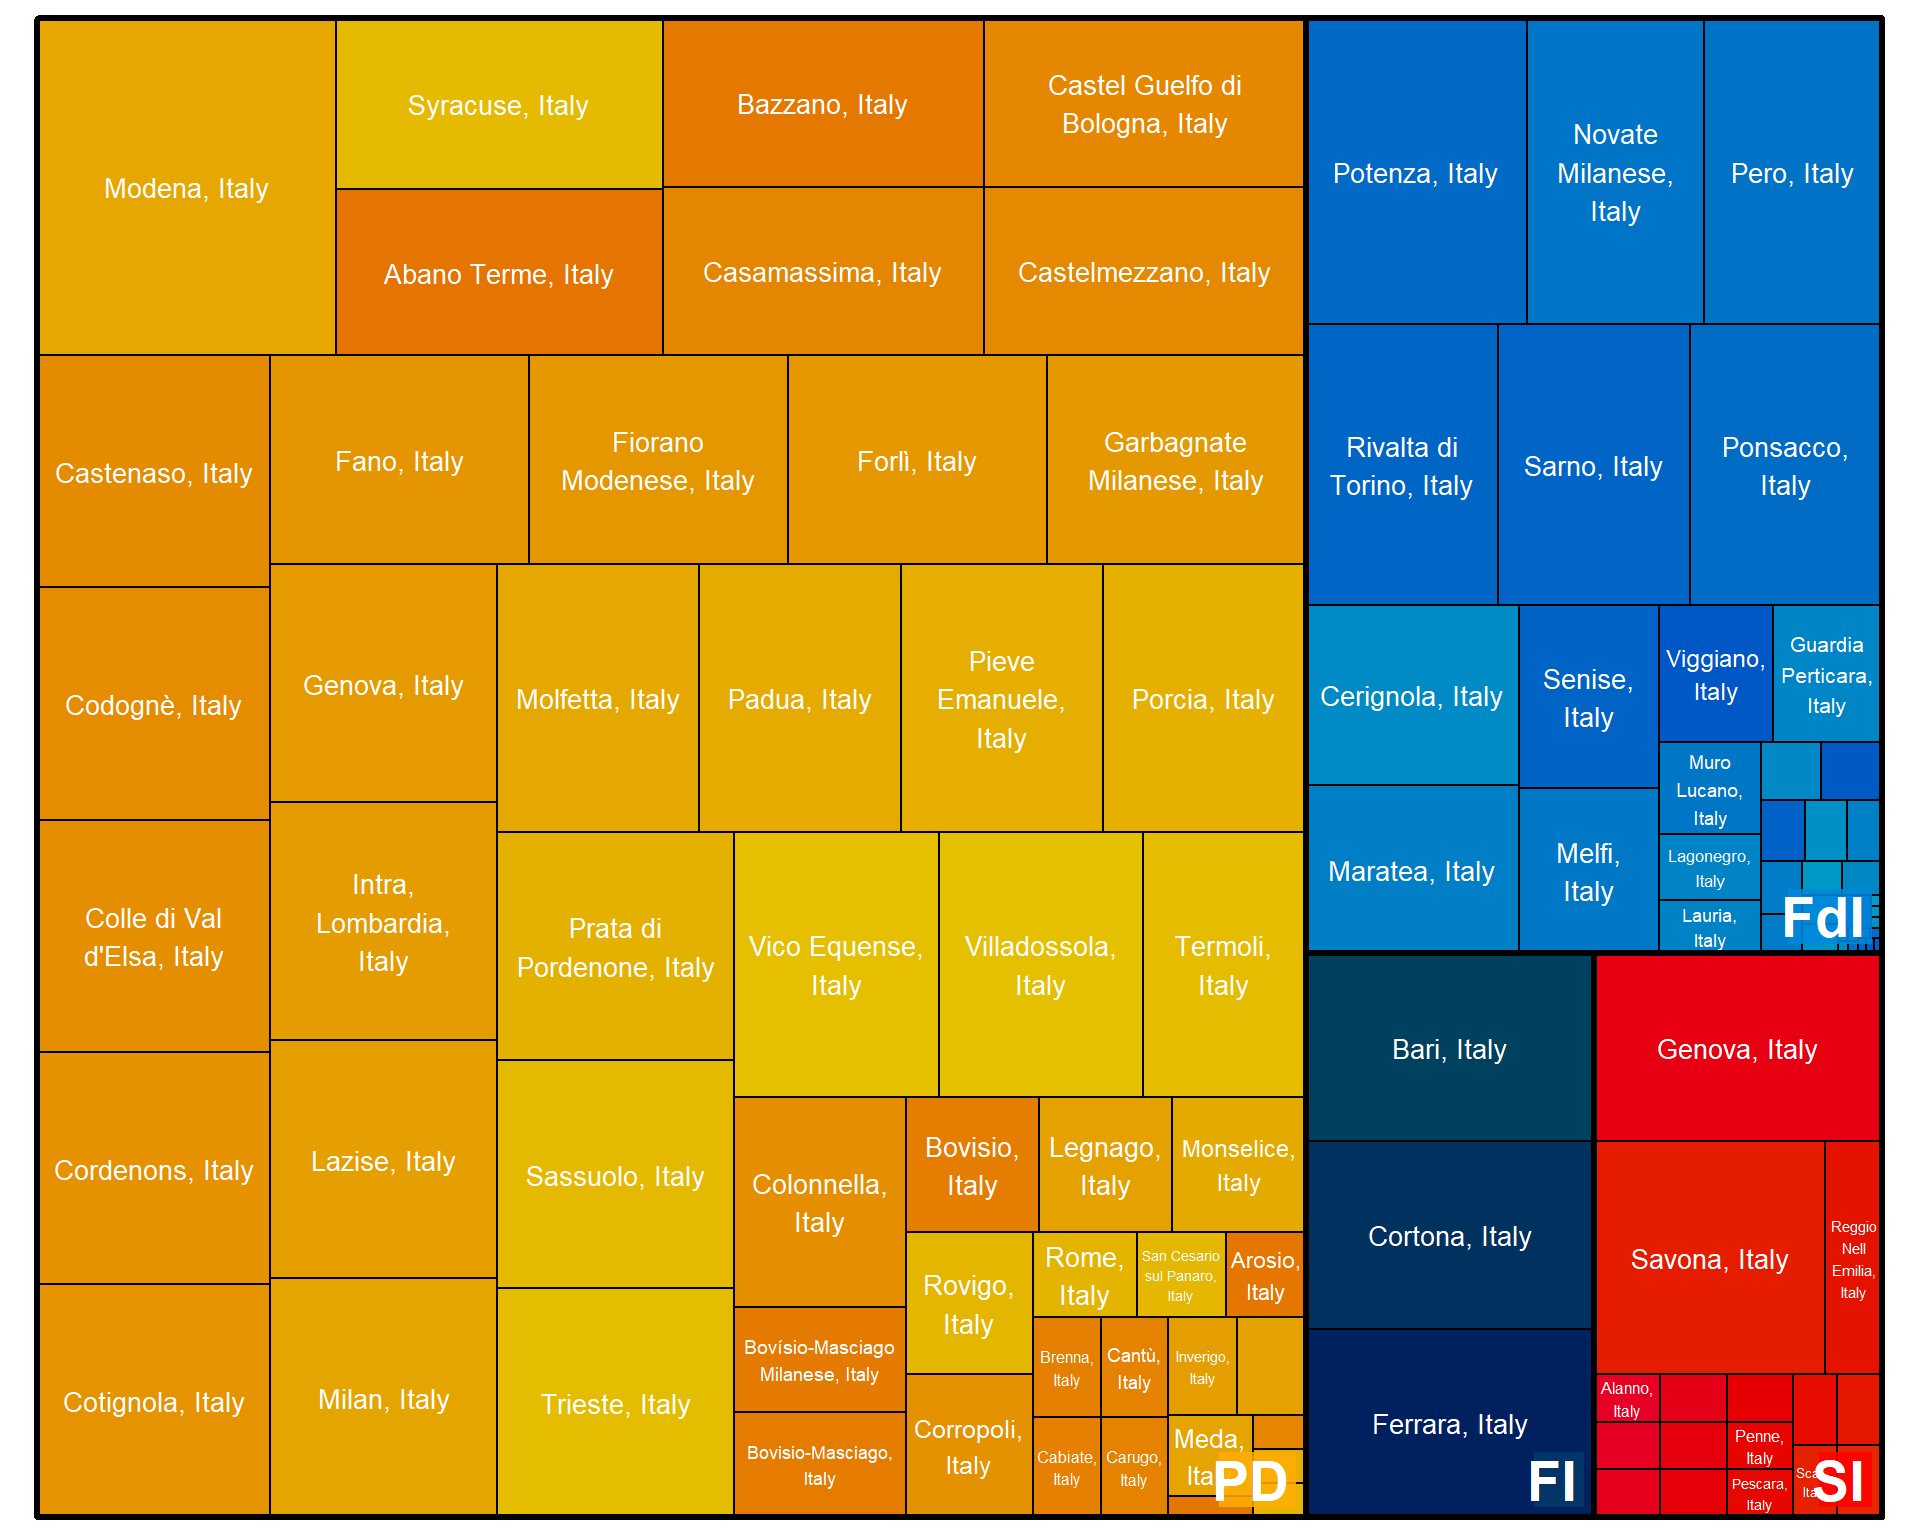 Modena, Italy
Syracuse, Italy
Bazzano, Italy
Castel Guelfo di
Bologna, Italy
Abano Terme, Italy
Casamassima, Italy
Castelmezzano, Italy
Castenaso, Italy
Fano, Italy
Fiorano
Modenese, Italy
Forlì, Italy
Garbagnate
Milanese, Italy
Codognè, Italy
Genova, Italy
Molfetta, Italy
Padua, Italy
Pieve
Emanuele,
Italy
Porcia, Italy
Colle di Val
d'Elsa, Italy
Intra,
Lombardia,
Italy
Prata di
Pordenone, Italy
Vico Equense,
Italy
Villadossola,
Italy
Termoli,
Italy
Cordenons, Italy
Lazise, Italy
Sassuolo, Italy
Colonnella,
Italy
Bovisio,
Italy
Legnago,
Italy
Monselice,
Italy
Rovigo,
Italy
Rome,
Italy
San Cesario
sul Panaro,
Italy
Arosio,
Italy
Cotignola, Italy
Milan, Italy
Trieste, Italy
Bovísio-Masciago
Milanese, Italy
Bovisio-Masciago,
Italy
Corropoli,
Italy
Brenna,
Italy
Cantù,
Italy
Inverigo,
Italy
Cabiate,
Italy
Carugo,
Italy
Meda,
PD
Potenza, Italy
Novate
Milanese,
Italy
Pero, Italy
Rivalta di
Torino, Italy
Sarno, Italy
Ponsacco,
Italy
Cerignola, Italy
Senise,
Italy
Viggiano,
Italy
Guardia
Perticara,
Italy
Maratea, Italy
Melfi,
Italy
Muro
Lucano,
Italy
Lagonegro,
Italy
Lauria,
Italy
FdI
Bari, Italy
Cortona, Italy
Ferrara, Italy
FI
Genova, Italy
Savona, Italy
Reggio
Nell
Emilia,
Italy
Alanno,
Italy
Penne,
Italy
Pescara,
Italy
SI